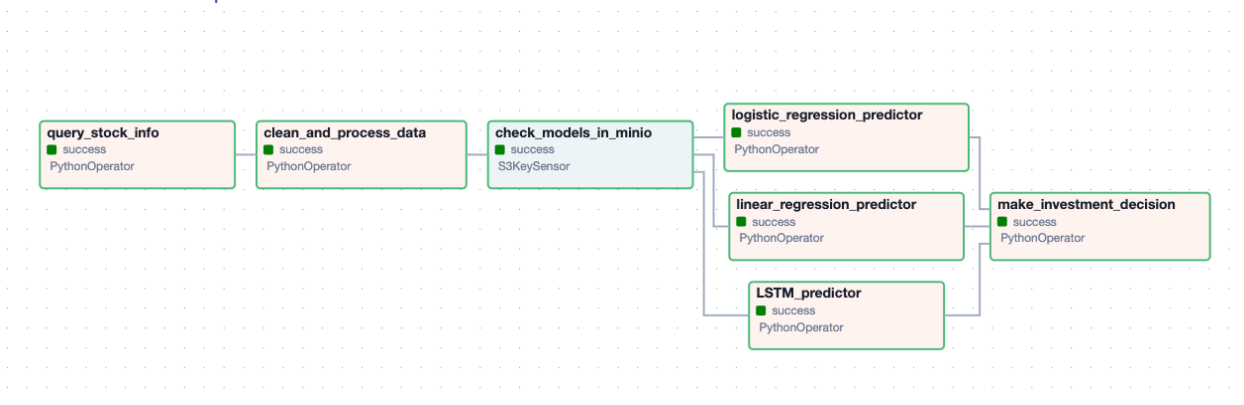 query_stock_info
success
PythonOperator
clean_and_process_data
success
PythonOperator
check_models_in_minio
success
S3KeySensor
logistic_regression_predictor
success
PythonOperator
linear_regression_predictor
success
PythonOperator
LSTM_predictor
success
PythonOperator
make_investment_decision
success
PythonOperator